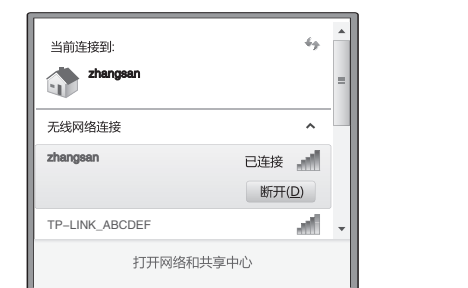 当前连接到:
zhangsan
无线网络连接
zhangsan
已连接
断开(D)
TP-LINK_ABCDEF
打开网络和共享中心